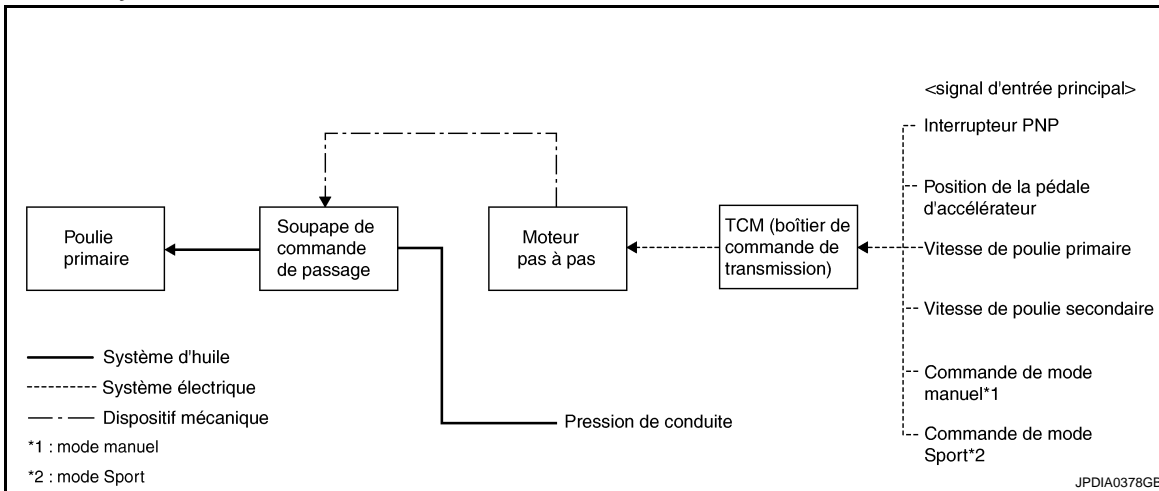 <signal d'entrée principal>
Interrupteur PNP
Position de la pédale
d'accélérateur
Vitesse de poulie primaire
Vitesse de poulie secondaire
Commande de mode
manuel*1
Commande de mode
Sport*2
TCM (boîtier de
commande de
transmission)
Moteur
pas à pas
Soupape de
commande
de passage
Poulie
primaire
Pression de conduite
Système d'huile
Système électrique
Dispositif mécanique
*1 : mode manuel
*2 : mode Sport
JPDIA0378GB